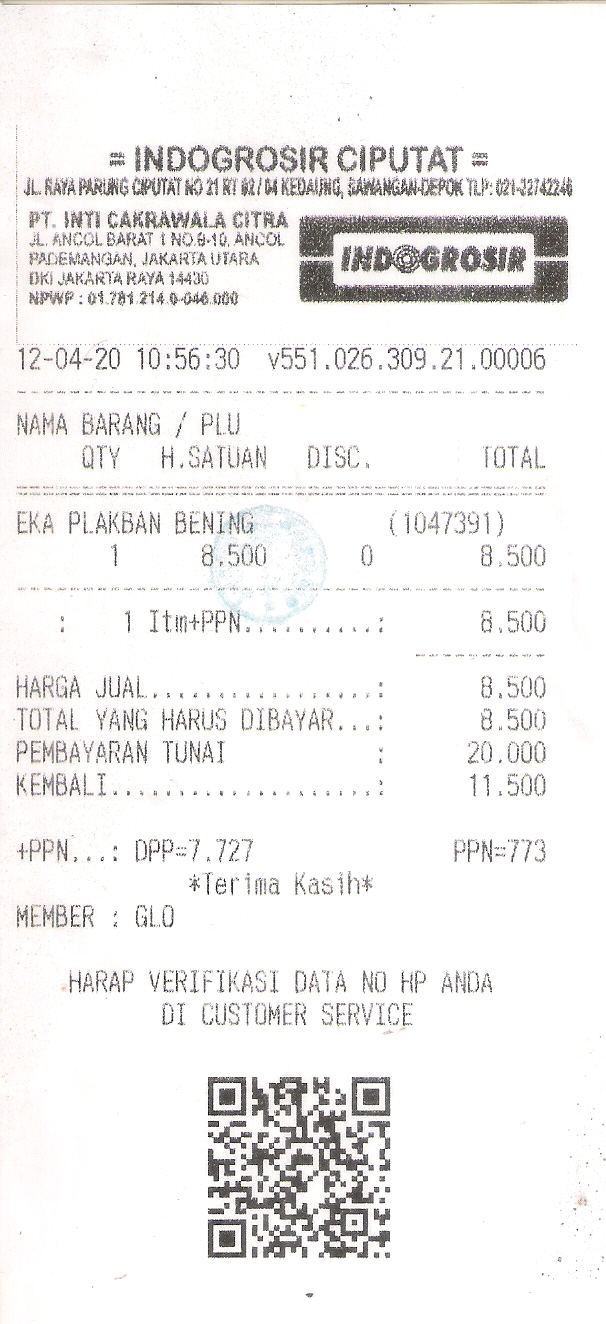 = INDOGROSIR CIPUTAT =
JL. RAYA PARUNG CIPUTAT NO 21 RT 02/04 KEDAUNG, SAWANGAN-DEPOK TLP: 021-32742246
PT. INTI CAKRAWALA CITRA
JL. ANCOL BARAT 1 NO.9-10, ANCOL
PADEMANGAN, JAKARTA UTARA
DKI JAKARTA RAYA 14430
NPWP : 01.781.214.0-046.000
INDOGROSIR
12-04-20 10:56:30 v551.026.309.21.00006
NAMA BARANG / PLU
QTY H.SATUAN DISC. TOTAL
EKA PLAKBAN BENING (1047391)
1 8.500 0 8.500
: 1 Itm+PPN...........: 8.500
HARGA JUAL..................: 8.500
TOTAL YANG HARUS DIBAYAR...: 8.500
PEMBAYARAN TUNAI : 20.000
KEMBALI.....................: 11.500
+PPN...: DPP=7.727 PPN=773
*Terima Kasih*
MEMBER : GLO
HARAP VERIFIKASI DATA NO HP ANDA
DI CUSTOMER SERVICE